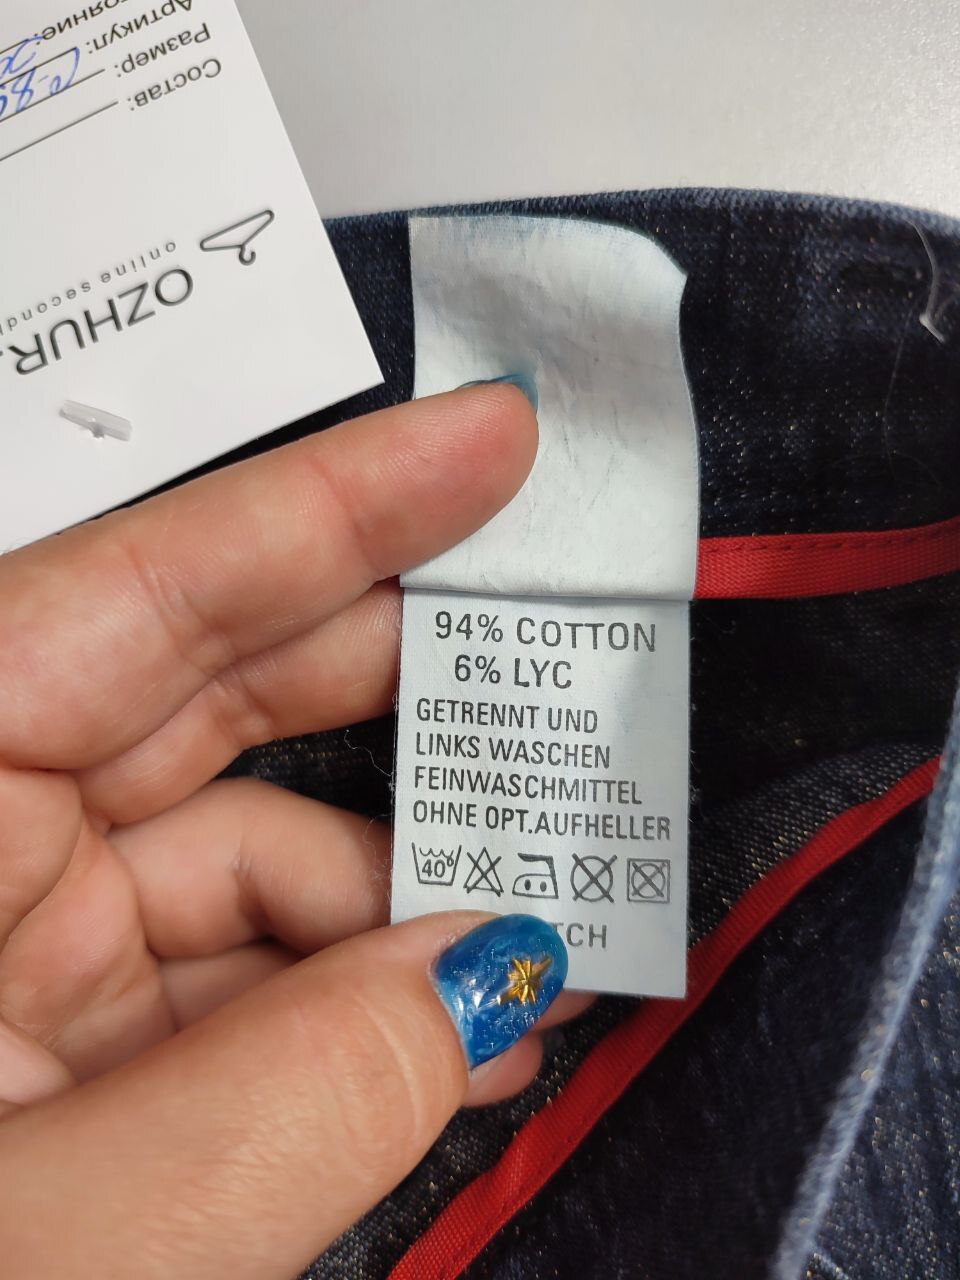 Состав:
Размер:
Артикул:
OZHUR.
online second
94% COTTON
6% LYC
GETRENNT UND
LINKS WASCHEN
FEINWASCHMITTEL
OHNE OPT.AUFHELLER
40°
TCH